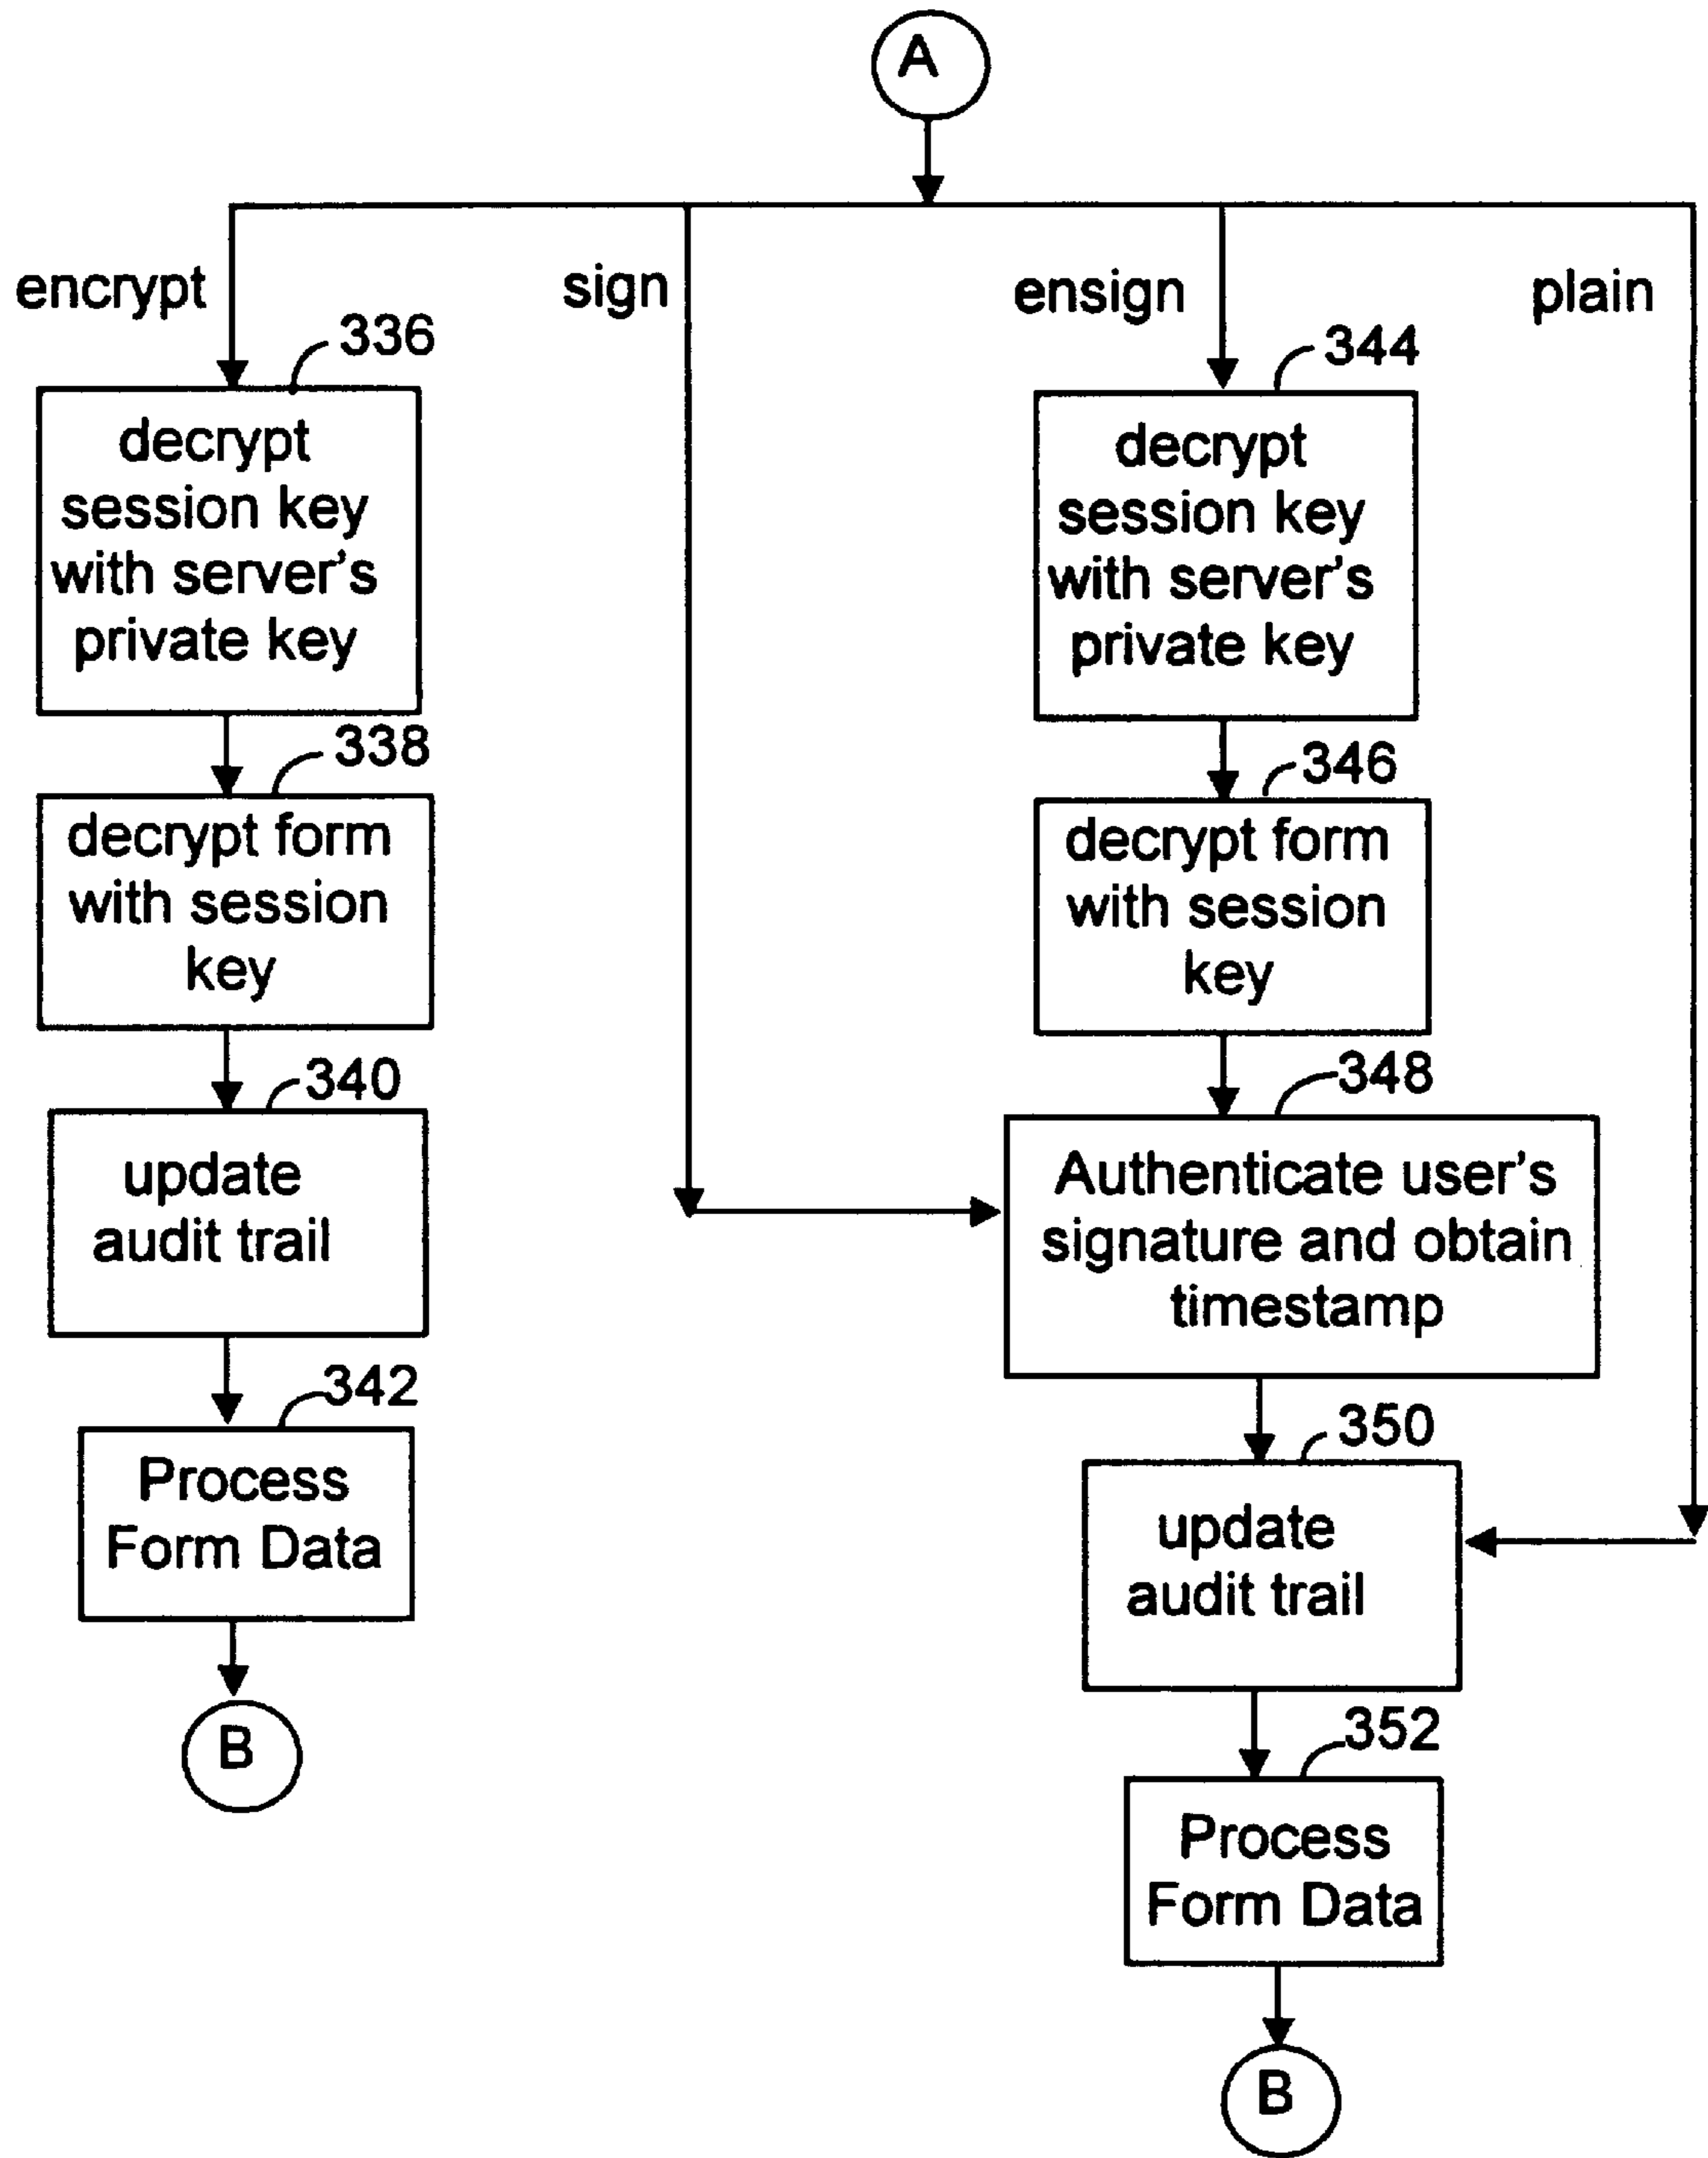 A
encrypt
sign
ensign
plain
336
decrypt
session key
with server's
private key
338
decrypt form
with session
key
340
update
audit trail
342
Process
Form Data
B
344
decrypt
session key
with server's
private key
346
decrypt form
with session
key
348
Authenticate user's
signature and obtain
timestamp
350
update
audit trail
352
Process
Form Data
B